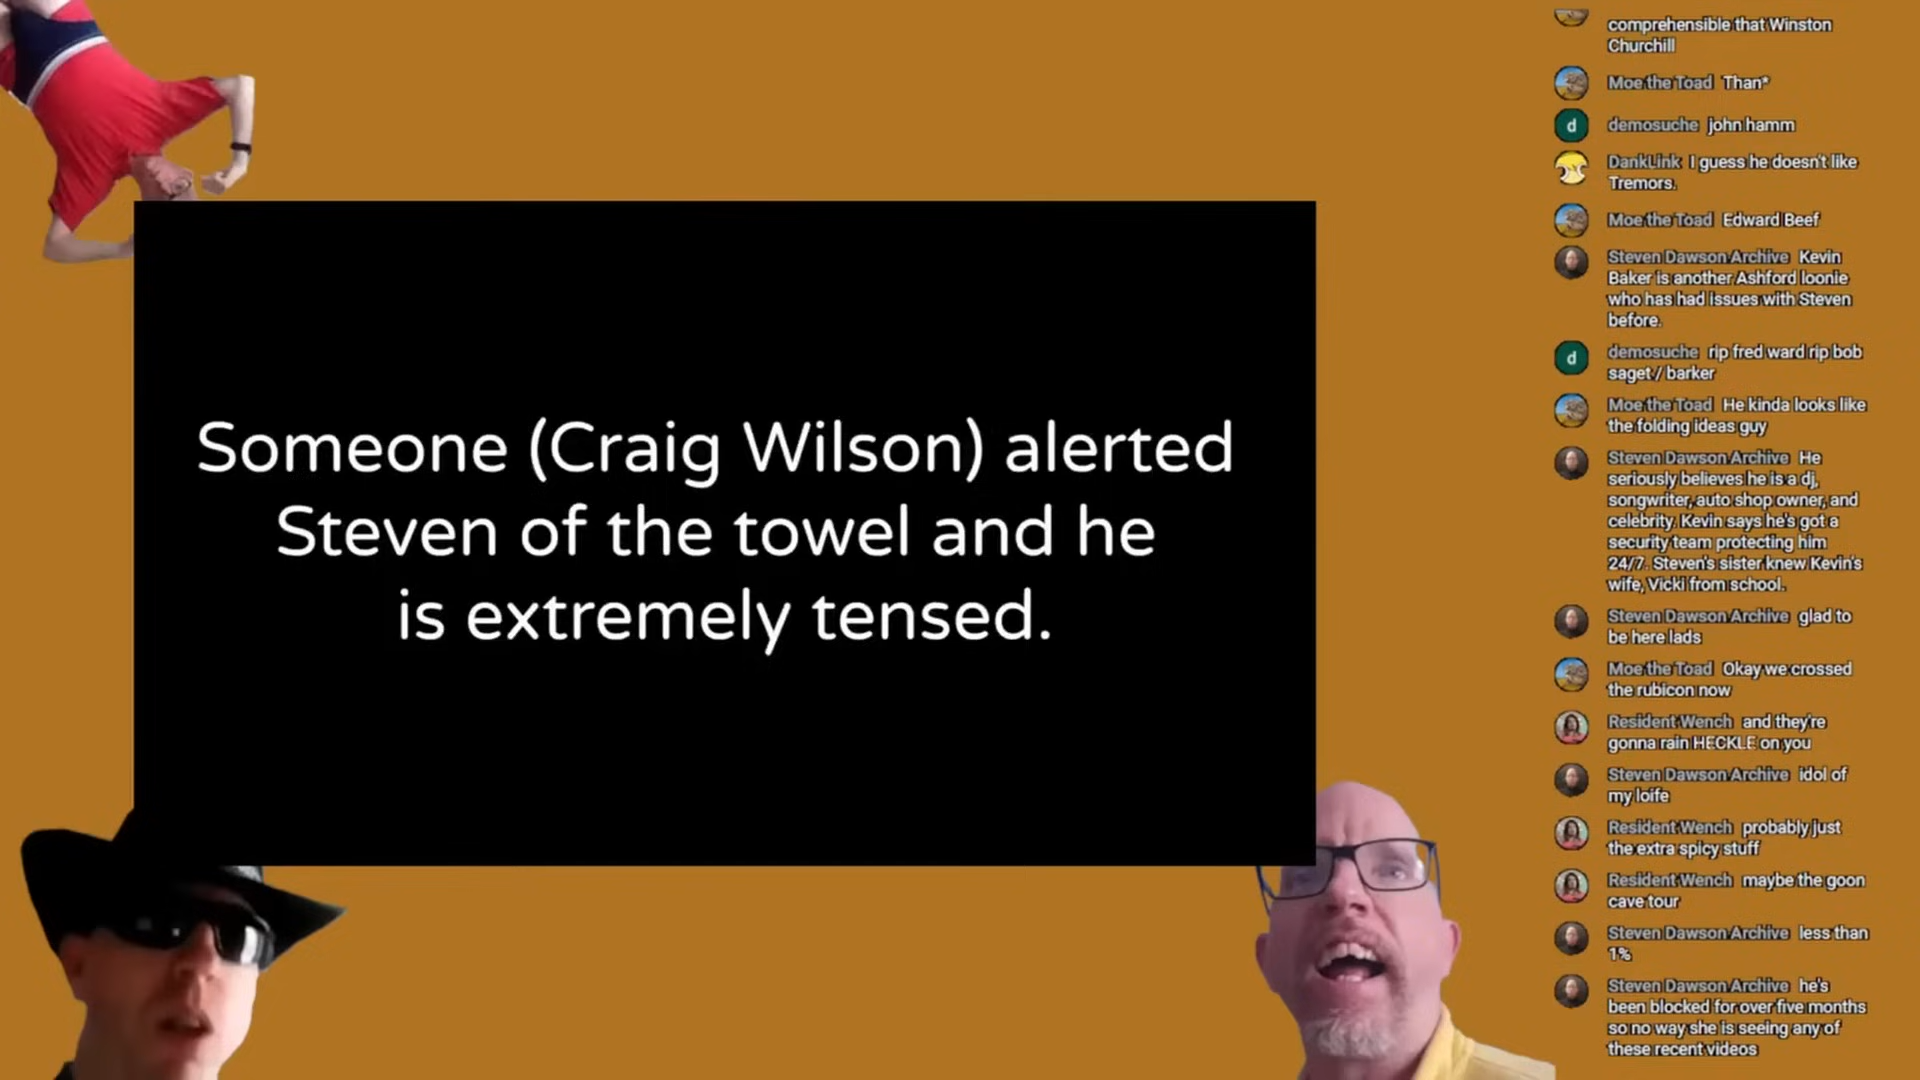 Someone (Craig Wilson) alerted
Steven of the towel and he
is extremely tensed.
comprehensible that Winston
Churchill
Moe the Toad Than*
d demosuche john hamm
DankLink I guess he doesn't like
Tremors.
Moe the Toad Edward Beef
Steven Dawson Archive Kevin
Baker is another Ashford loonie
who has had issues with Steven
before.
d demosuche rip fred ward rip bob
saget / barker
Moe the Toad He kinda looks like
the folding ideas guy
Steven Dawson Archive He
seriously believes he is a dj,
songwriter, auto shop owner, and
celebrity. Kevin says he's got a
security team protecting him
24/7. Steven's sister knew Kevin's
wife, Vicki from school.
Steven Dawson Archive glad to
be here lads
Moe the Toad Okay we crossed
the rubicon now
Resident Wench and they're
gonna rain HECKLE on you
Steven Dawson Archive idol of
my loife
Resident Wench probably just
the extra spicy stuff
Resident Wench maybe the goon
cave tour
Steven Dawson Archive less than
1%
Steven Dawson Archive he's
been blocked for over five months
so no way she is seeing any of
these recent videos